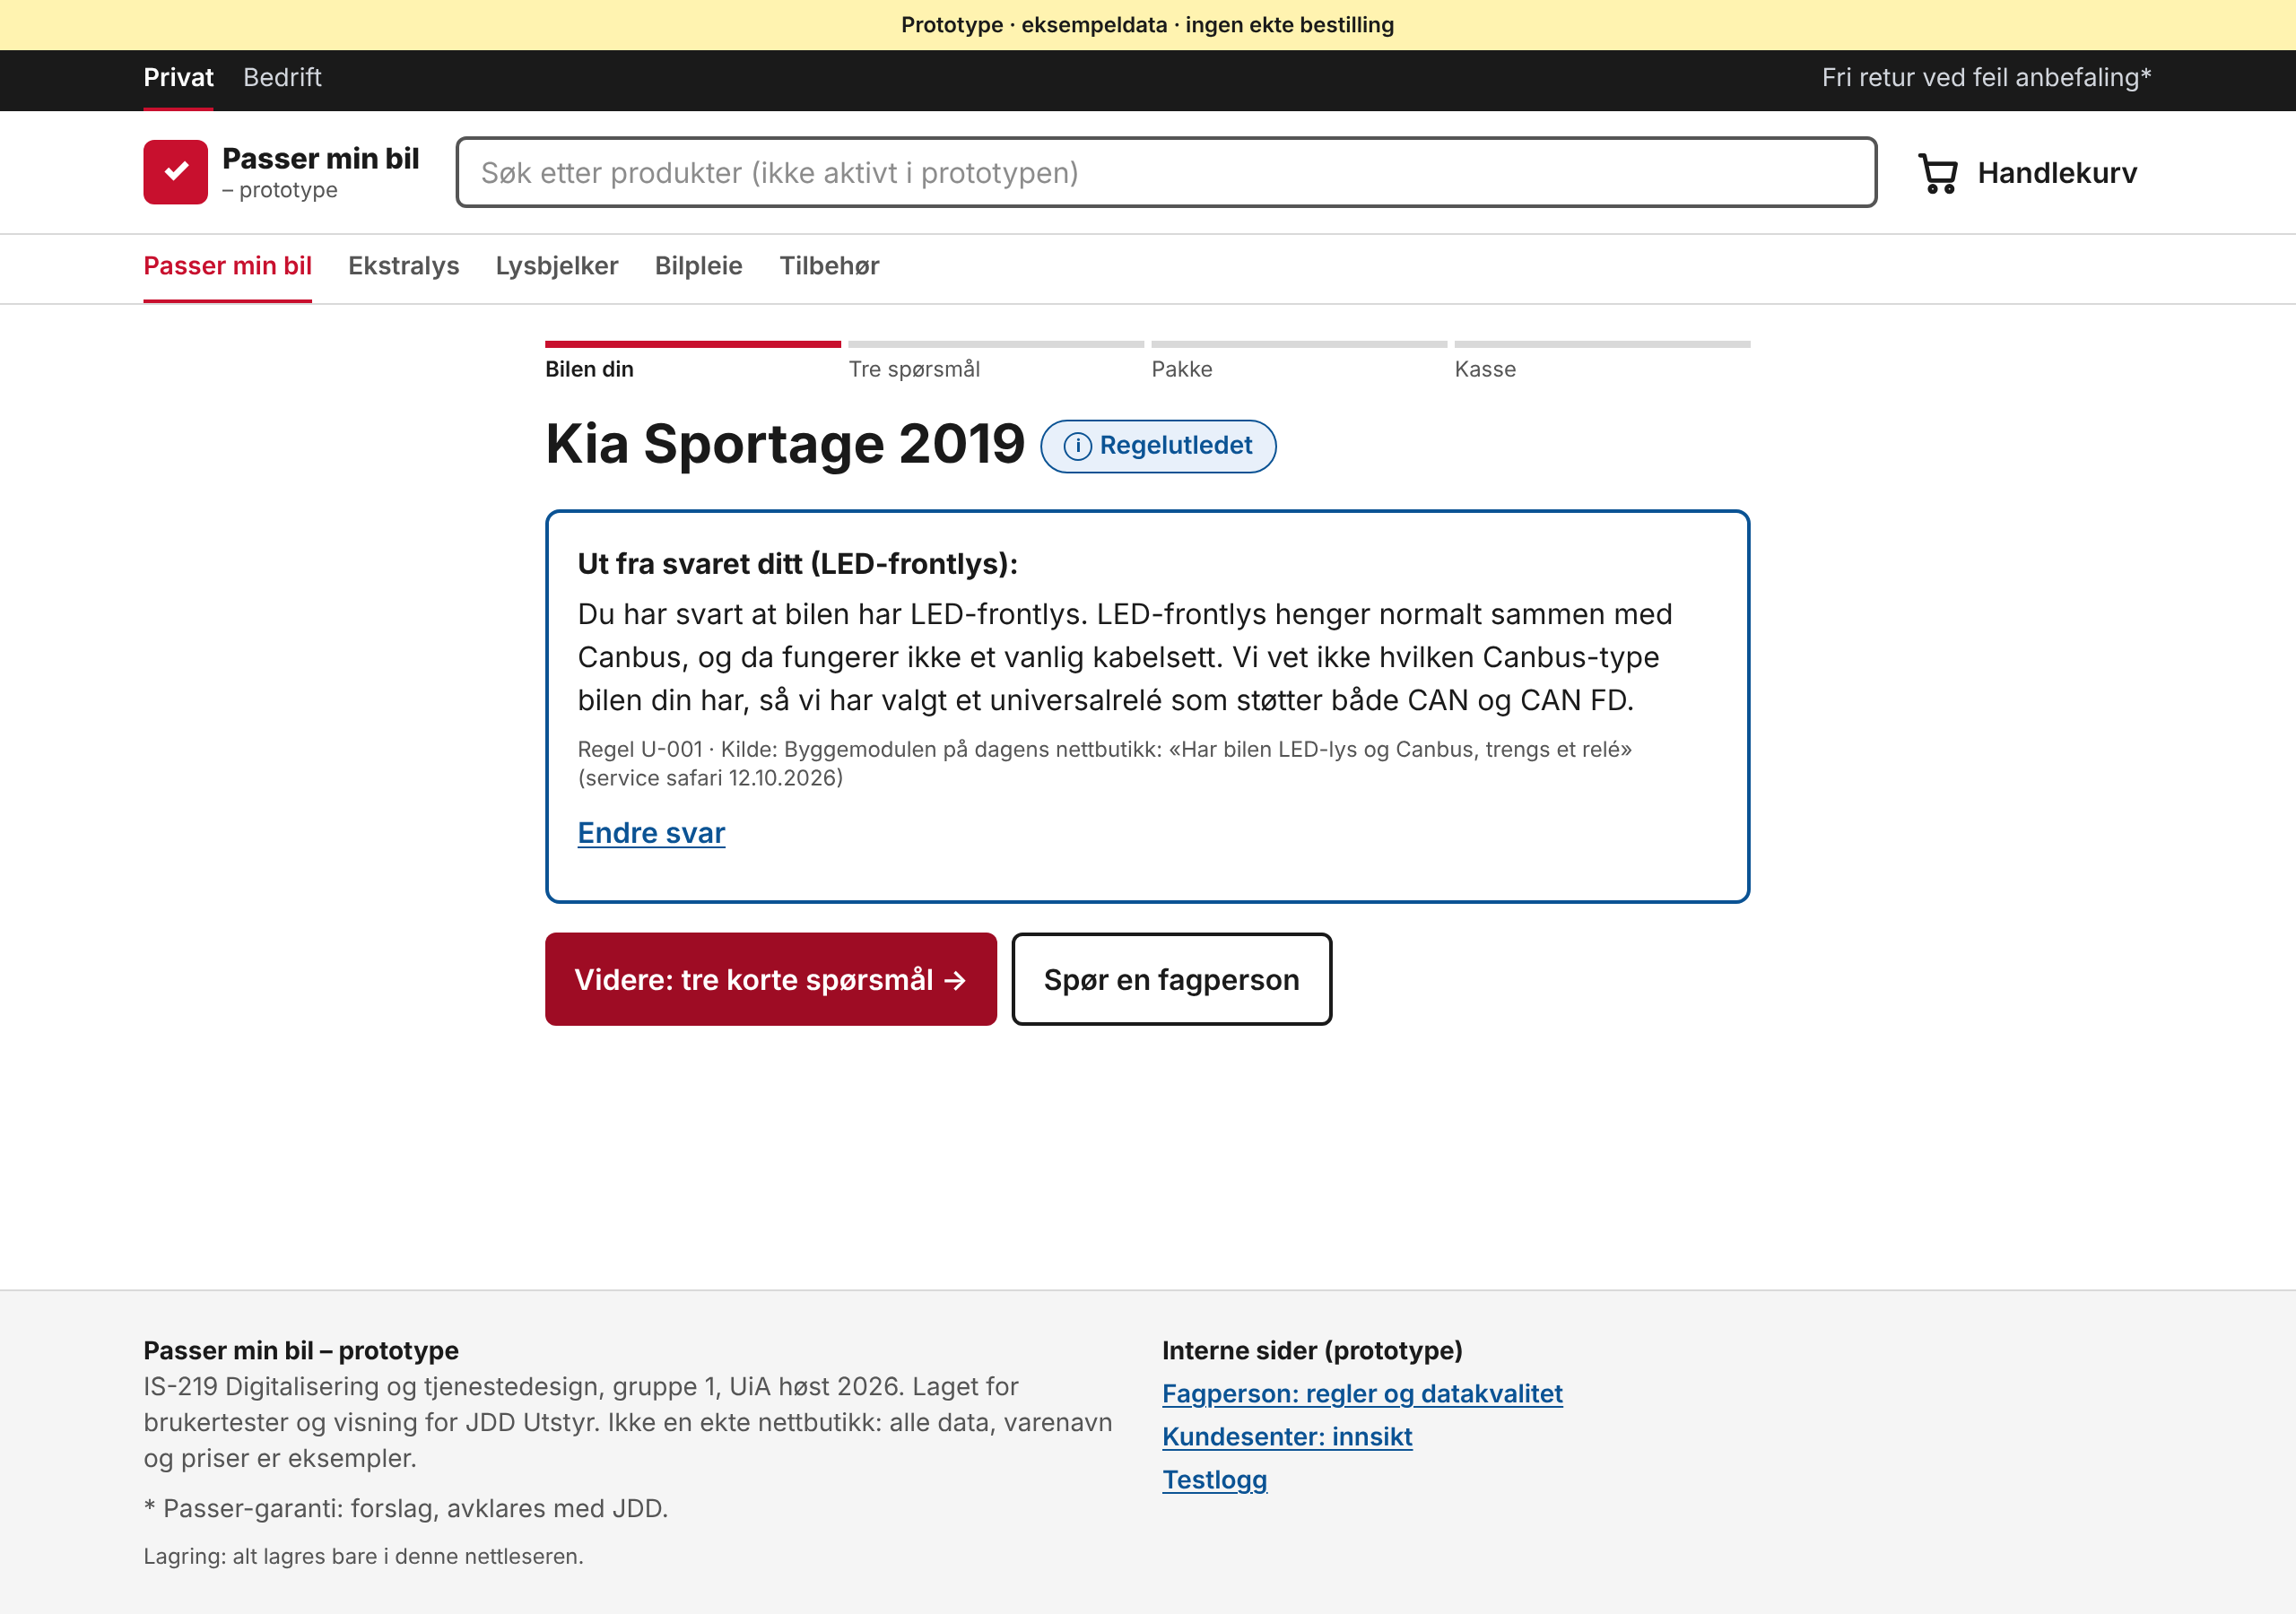 Prototype · eksempeldata · ingen ekte bestilling
Privat Bedrift Fri retur ved feil anbefaling*
Passer min bil
– prototype
Søk etter produkter (ikke aktivt i prototypen)
Handlekurv
Passer min bil Ekstralys Lysbjelker Bilpleie Tilbehør
Bilen din Tre spørsmål Pakke Kasse
Kia Sportage 2019 Regelutledet
Ut fra svaret ditt (LED-frontlys):
Du har svart at bilen har LED-frontlys. LED-frontlys henger normalt sammen med
Canbus, og da fungerer ikke et vanlig kabelsett. Vi vet ikke hvilken Canbus-type
bilen din har, så vi har valgt et universalrelé som støtter både CAN og CAN FD.
Regel U-001 · Kilde: Byggemodulen på dagens nettbutikk: «Har bilen LED-lys og Canbus, trengs et relé»
(service safari 12.10.2026)
Endre svar
Videre: tre korte spørsmål →
Spør en fagperson
Passer min bil – prototype
IS-219 Digitalisering og tjenestedesign, gruppe 1, UiA høst 2026. Laget for
brukertester og visning for JDD Utstyr. Ikke en ekte nettbutikk: alle data, varenavn
og priser er eksempler.
* Passer-garanti: forslag, avklares med JDD.
Lagring: alt lagres bare i denne nettleseren.
Interne sider (prototype)
Fagperson: regler og datakvalitet
Kundesenter: innsikt
Testlogg